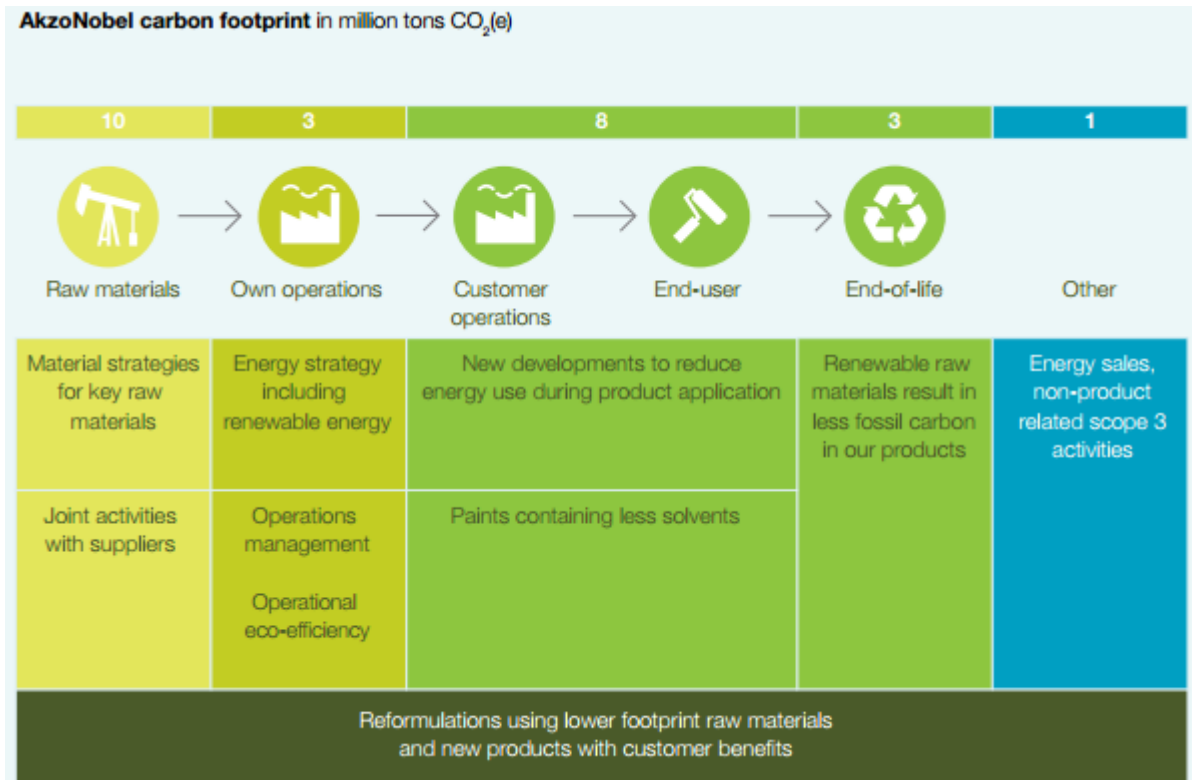 AkzoNobel carbon footprint in million tons CO₂(e)
10
3
8
3
1
Raw materials
Own operations
Customer
operations
End-user
End-of-life
Other
Material strategies
for key raw
materials
Energy strategy
including
renewable energy
New developments to reduce
energy use during product application
Renewable raw
materials result in
less fossil carbon
in our products
Energy sales,
non-product
related scope 3
activities
Joint activities
with suppliers
Operations
management
Operational
eco-efficiency
Paints containing less solvents
Reformulations using lower footprint raw materials
and new products with customer benefits